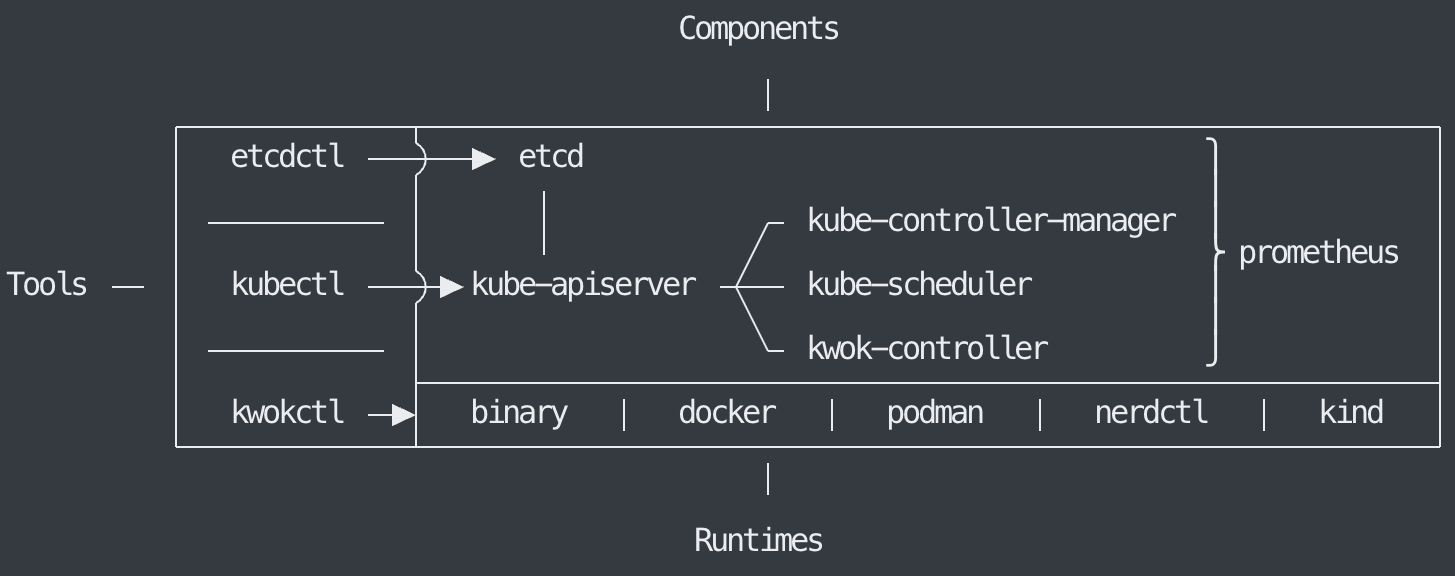 Components
etcdctl etcd
kube-controller-manager
prometheus
Tools kubectl kube-apiserver kube-scheduler
kwok-controller
kwokctl binary | docker | podman | nerdctl | kind
Runtimes